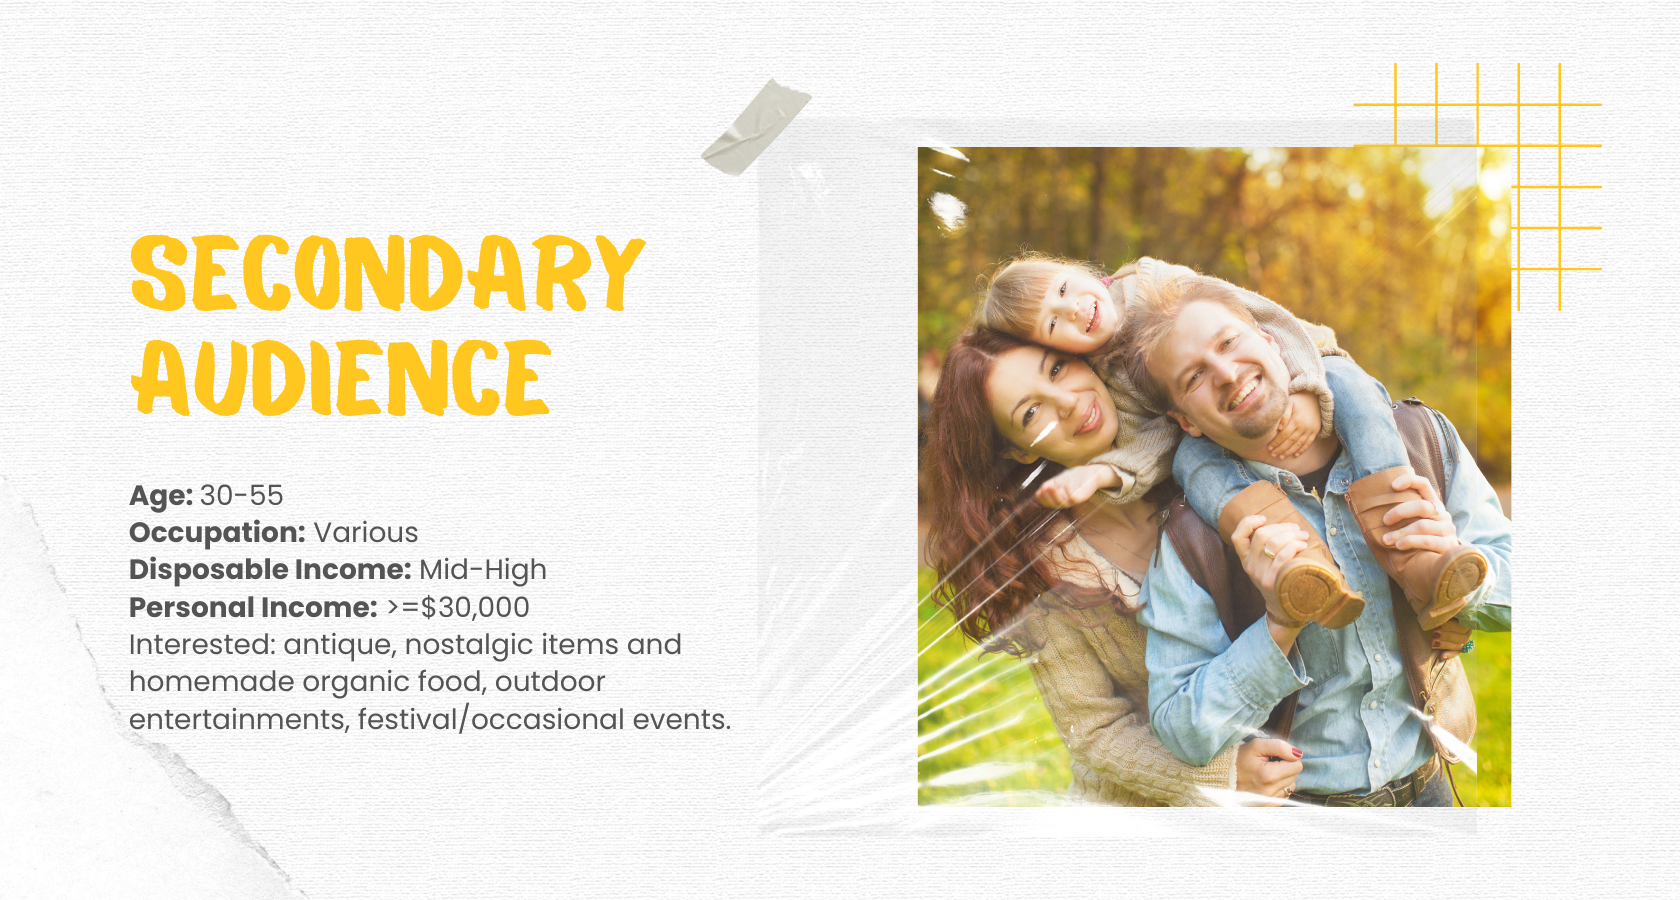 SECONDARY
AUDIENCE
Age: 30-55
Occupation: Various
Disposable Income: Mid-High
Personal Income: >=$30,000
Interested: antique, nostalgic items and
homemade organic food, outdoor
entertainments, festival/occasional events.